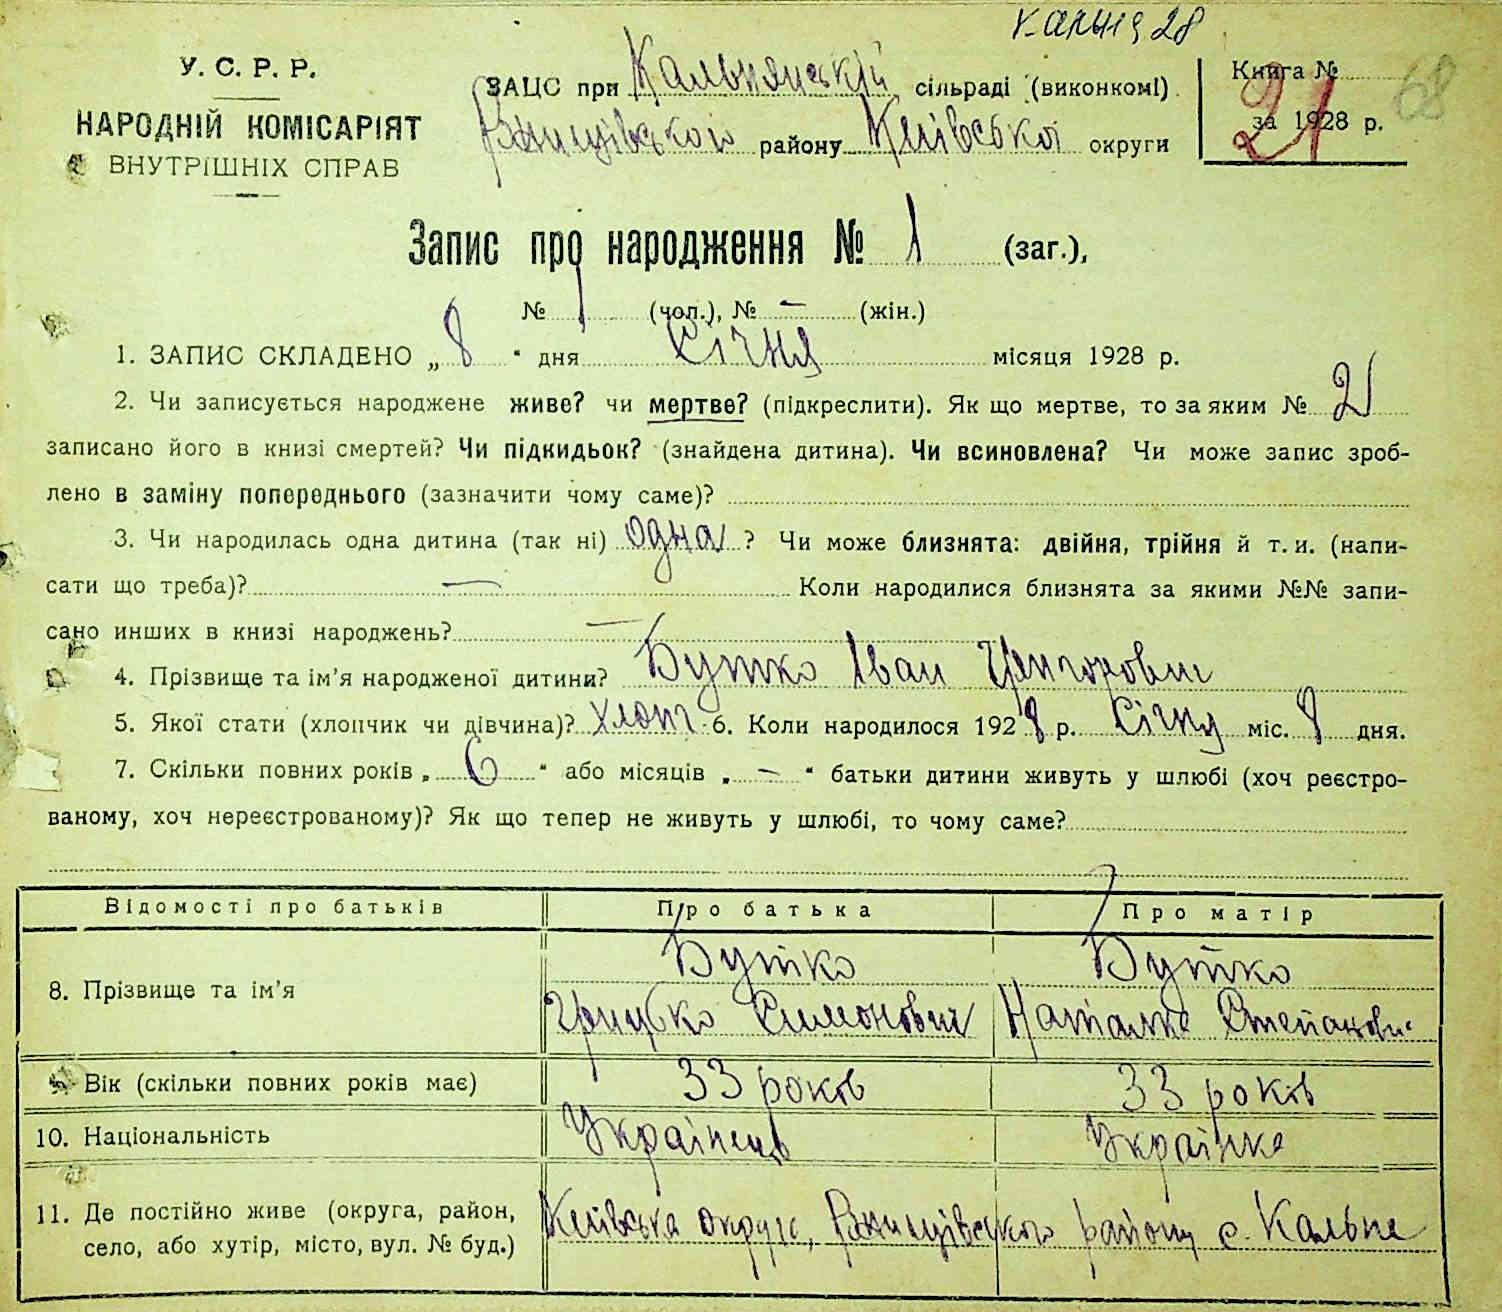 Кальня 28
У. С. Р. Р.
НАРОДНІЙ КОМІСАРІЯТ
ВНУТРІШНІХ СПРАВ
ЗАЦС при Кальнянскій сільраді (виконкомі)
району Київської округи
Книга №
21
за 1928 р.
68
Запис про народження № 1 (заг.),
№ 1 (чол.), № – (жін.)
1. ЗАПИС СКЛАДЕНО „ 8 " дня Січня місяця 1928 р.
2. Чи записується народжене живе? чи мертве? (підкреслити). Як що мертве, то за яким №
записано його в книзі смертей? Чи підкидьок? (знайдена дитина). Чи всиновлена? Чи може запис зроб-
лено в заміну попереднього (зазначити чому саме)?
3. Чи народилась одна дитина (так ні) одна ? Чи може близнята: двійня, трійня й т. и. (напи-
сати що треба)? — Коли народилися близнята за якими №№ запи-
сано инших в книзі народжень? —
4. Прізвище та ім'я народженої дитини? Бутко Іван Григорович
5. Якої стати (хлопчик чи дівчина)? хлопч 6. Коли народилося 1928 р. Січня міс. 8 дня.
7. Скільки повних років „ 6 " або місяців „ – " батьки дитини живуть у шлюбі (хоч реєстро-
ваному, хоч нереєстрованому)? Як що тепер не живуть у шлюбі, то чому саме?
Відомості про батьків Про батька Про матір
8. Прізвище та ім'я Бутко Бутко
Симонович Наталка Степанови
9. Вік (скільки повних років має) 33 років 33 років
10. Національність Українець Українка
11. Де постійно живе (округа, район,
село, або хутір, місто, вул. № буд.)
Київська округа, району с. Кальне